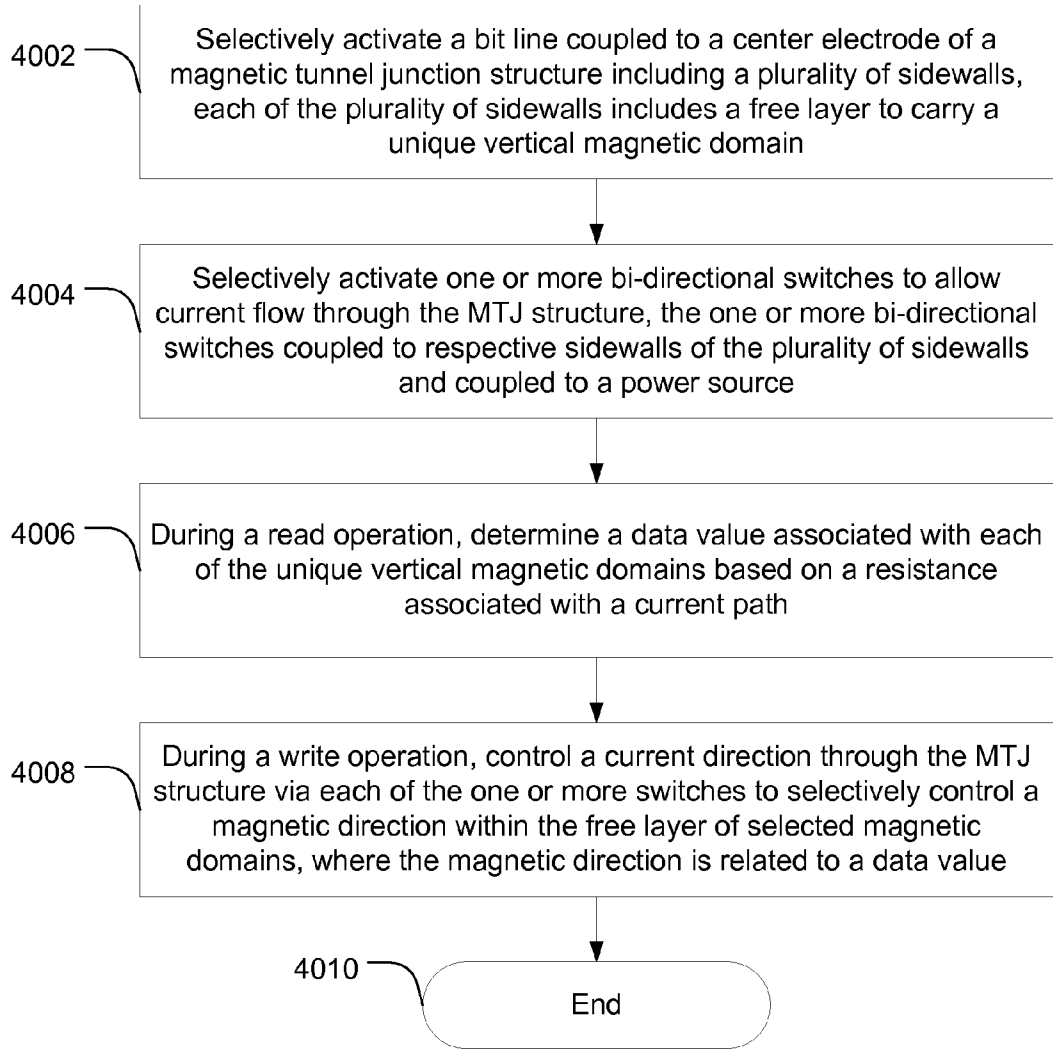 4002
Selectively activate a bit line coupled to a center electrode of a
magnetic tunnel junction structure including a plurality of sidewalls,
each of the plurality of sidewalls includes a free layer to carry a
unique vertical magnetic domain
4004
Selectively activate one or more bi-directional switches to allow
current flow through the MTJ structure, the one or more bi-directional
switches coupled to respective sidewalls of the plurality of sidewalls
and coupled to a power source
4006
During a read operation, determine a data value associated with each
of the unique vertical magnetic domains based on a resistance
associated with a current path
4008
During a write operation, control a current direction through the MTJ
structure via each of the one or more switches to selectively control a
magnetic direction within the free layer of selected magnetic
domains, where the magnetic direction is related to a data value
4010
End